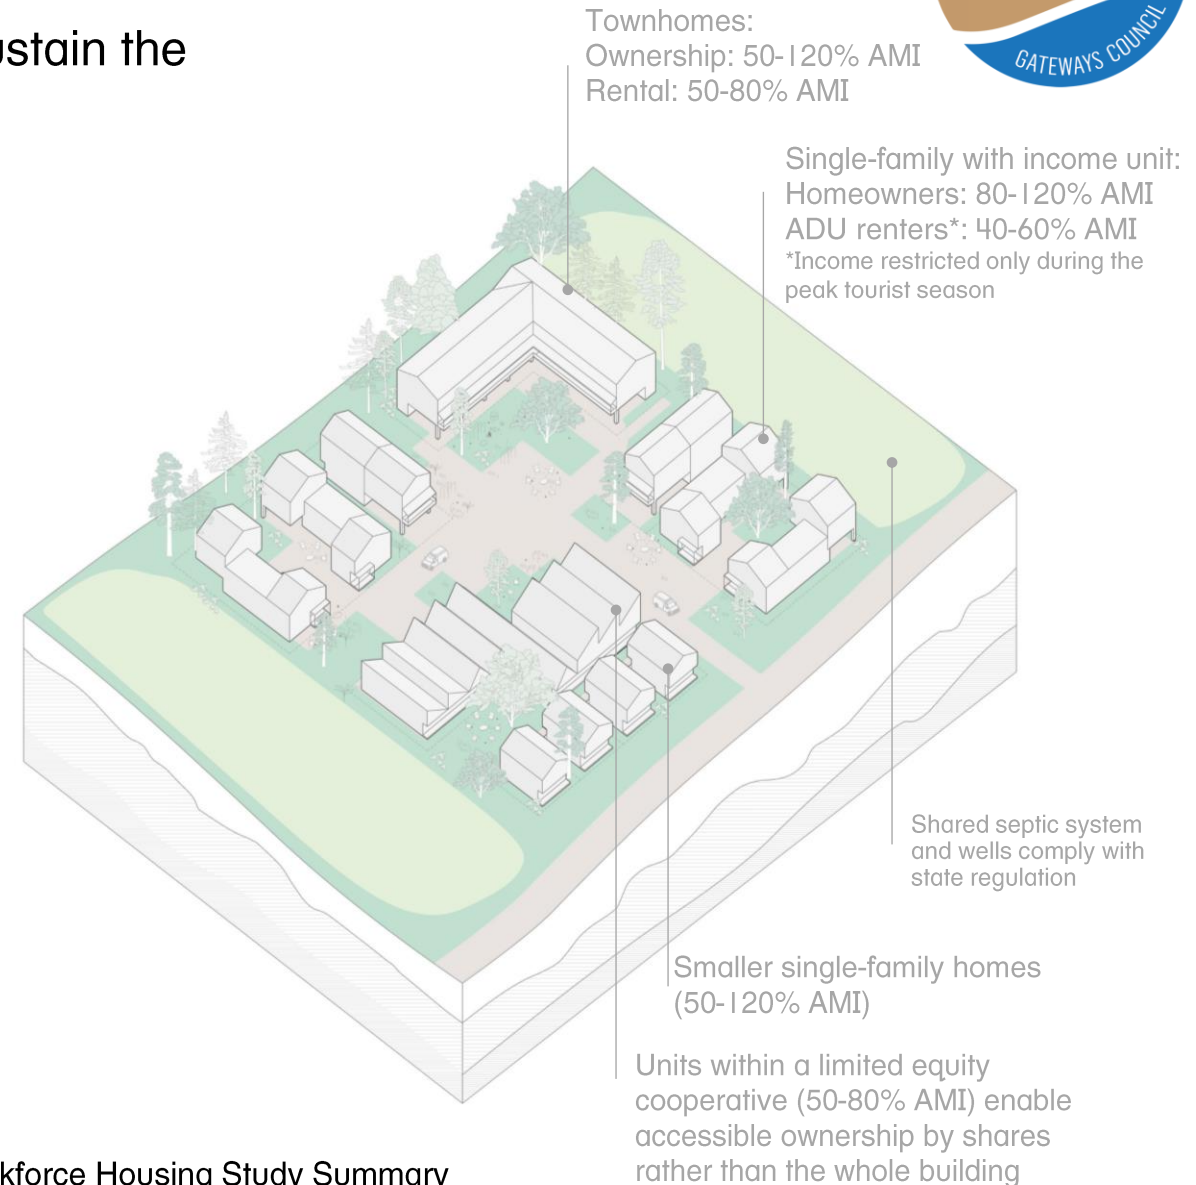 ustain the
Townhomes:
Ownership: 50-120% AMI
Rental: 50-80% AMI
GATEWAYS COUNCIL
Single-family with income unit:
Homeowners: 80-120% AMI
ADU renters*: 40-60% AMI
*Income restricted only during the
peak tourist season
Shared septic system
and wells comply with
state regulation
Smaller single-family homes
(50-120% AMI)
Units within a limited equity
cooperative (50-80% AMI) enable
accessible ownership by shares
rather than the whole building
kforce Housing Study Summary